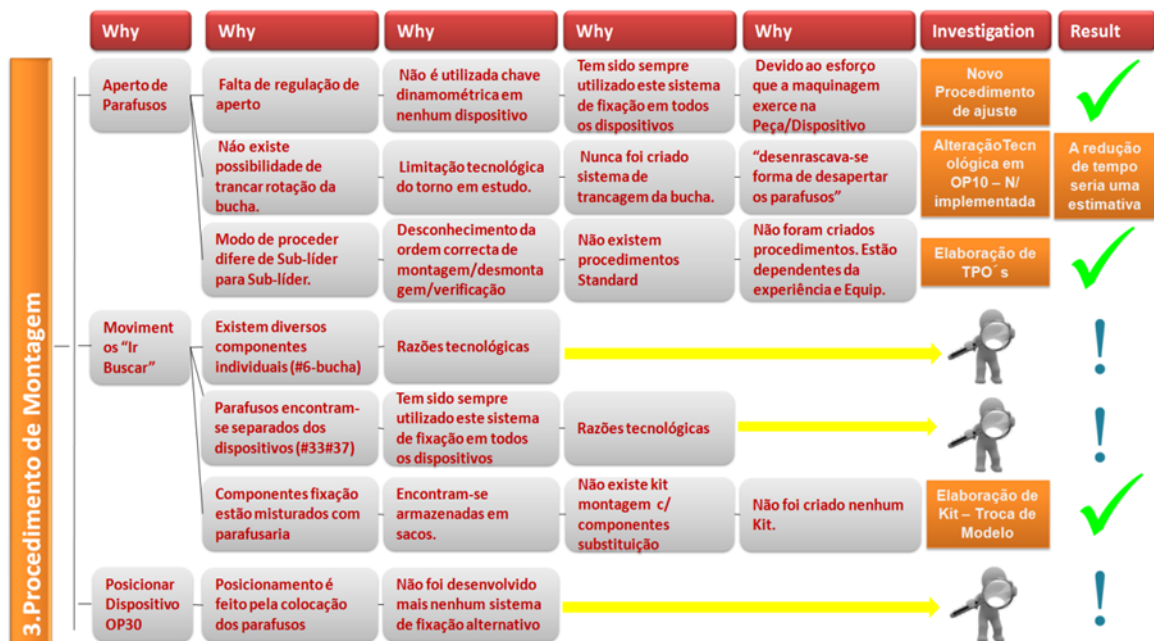 Why Why Why Why Why Investigation Result
3.Procedimento de Montagem
Aperto de
Parafusos
Falta de regulação de
aperto
Não é utilizada chave
dinamométrica em
nenhum dispositivo
Tem sido sempre
utilizado este sistema
de fixação em todos
os dispositivos
Devido ao esforço
que a maquinagem
exerce na
Peça/Dispositivo
Novo
Procedimento
de ajuste
Náo existe
possibilidade de
trancar rotação da
bucha.
Limitação tecnológica
do torno em estudo.
Nunca foi criado
sistema de
trancagem da bucha.
“desenrascava-se
forma de desapertar
os parafusos”
Alteração Tecn
ológica em
OP10 – N/
implementada
A redução
de tempo
seria uma
estimativa
Modo de proceder
difere de Sub-líder
para Sub-líder.
Desconhecimento da
ordem correcta de
montagem/desmonta
gem/verificação
Não existem
procedimentos
Standard
Não foram criados
procedimentos. Estão
dependentes da
experiência e Equip.
Elaboração de
TPO´s
Moviment
os “Ir
Buscar”
Existem diversos
componentes
individuais (#6-bucha)
Razões tecnológicas
Parafusos encontram-
se separados dos
dispositivos (#33#37)
Tem sido sempre
utilizado este sistema
de fixação em todos
os dispositivos
Razões tecnológicas
Componentes fixação
estão misturados com
parafusaria
Encontram-se
armazenadas em
sacos.
Não existe kit
montagem c/
componentes
substituição
Não foi criado nenhum
Kit.
Elaboração de
Kit – Troca de
Modelo
Posicionar
Dispositivo
OP30
Posicionamento é
feito pela colocação
dos parafusos
Não foi desenvolvido
mais nenhum sistema
de fixação alternativo